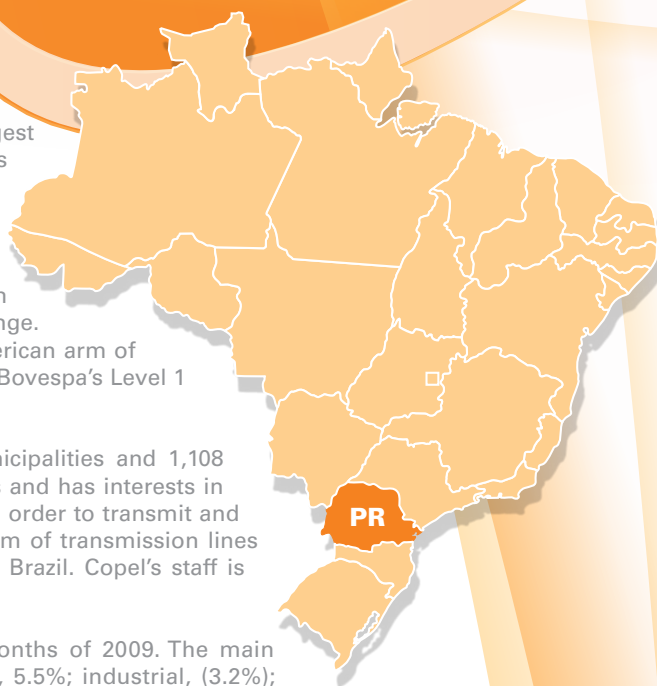 gest
s
n
nge.
erican arm of
Bovespa's Level 1
nicipalities and 1,108
s and has interests in
order to transmit and
m of transmission lines
Brazil. Copel's staff is
PR
onths of 2009. The main
, 5.5%; industrial, (3.2%);